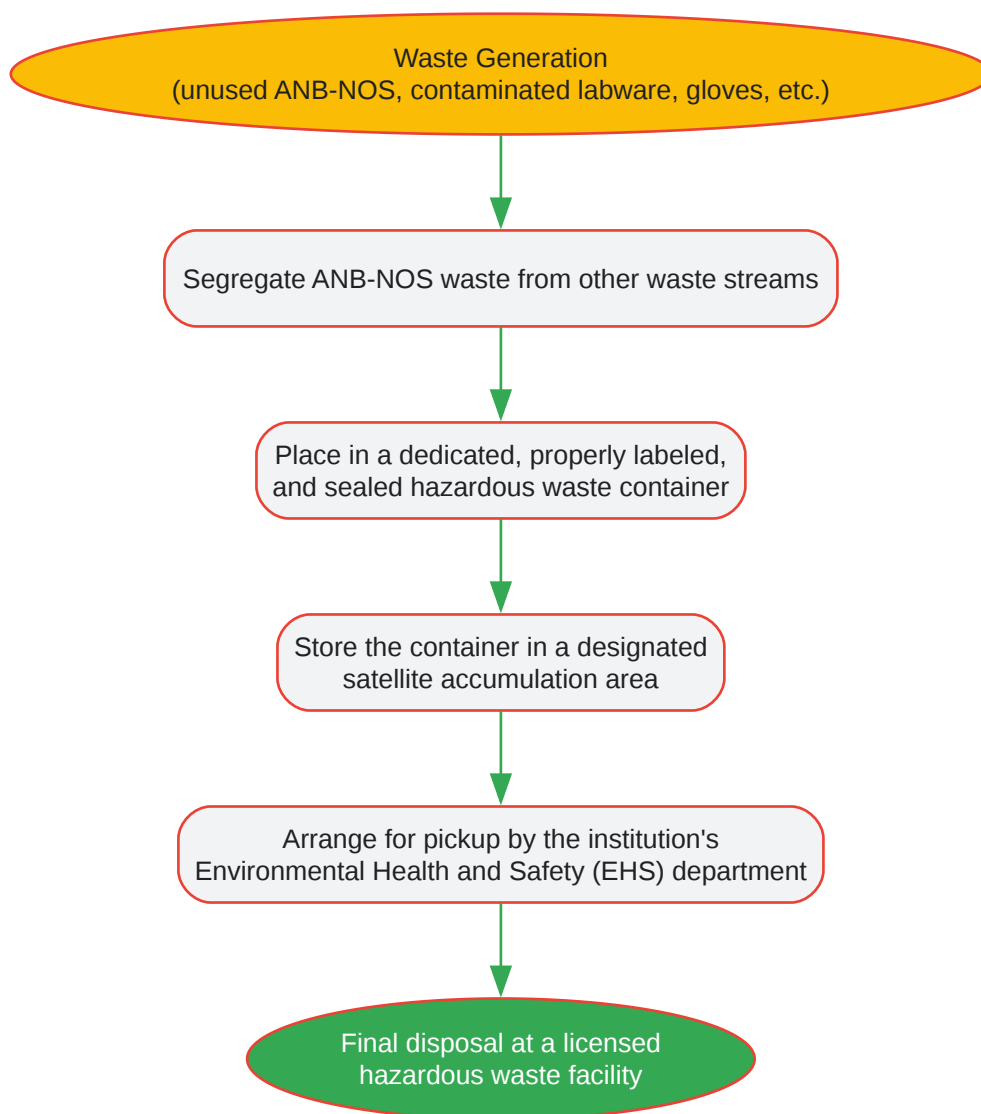 Waste Generation
(unused ANB-NOS, contaminated labware, gloves, etc.)
Segregate ANB-NOS waste from other waste streams
Place in a dedicated, properly labeled,
and sealed hazardous waste container
Store the container in a designated
satellite accumulation area
Arrange for pickup by the institution's
Environmental Health and Safety (EHS) department
Final disposal at a licensed
hazardous waste facility